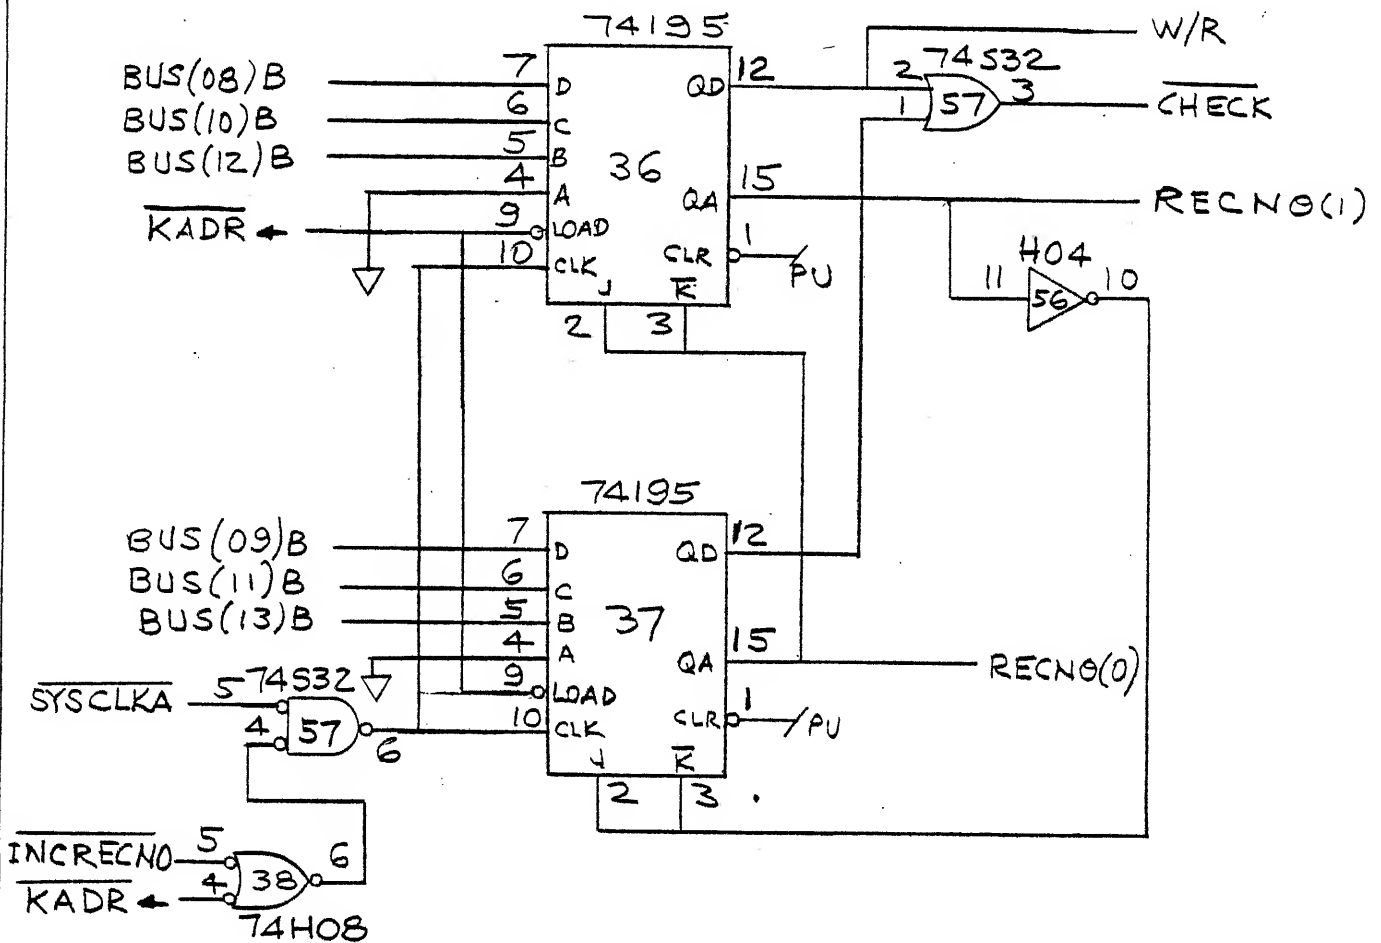 74195
W/R
BUS(08)B 7 D QD 12 2 74S32
BUS(10)B 6 C 1 57 3 CHECK
BUS(12)B 5 B 36
4 A QA 15 RECNO(1)
KADR 9 LOAD
10 CLK CLR 1 PU H04
J K 11 56 10
2 3
74195
BUS(09)B 7 D QD 12
BUS(11)B 6 C
BUS(13)B 5 B 37
4 A QA 15 RECNO(0)
74S32 9 LOAD
SYSCLKA 5 57 10 CLK CLR 1 PU
4 6 J K
2 3
INCRECNO 5 38 6
KADR 4
74H08